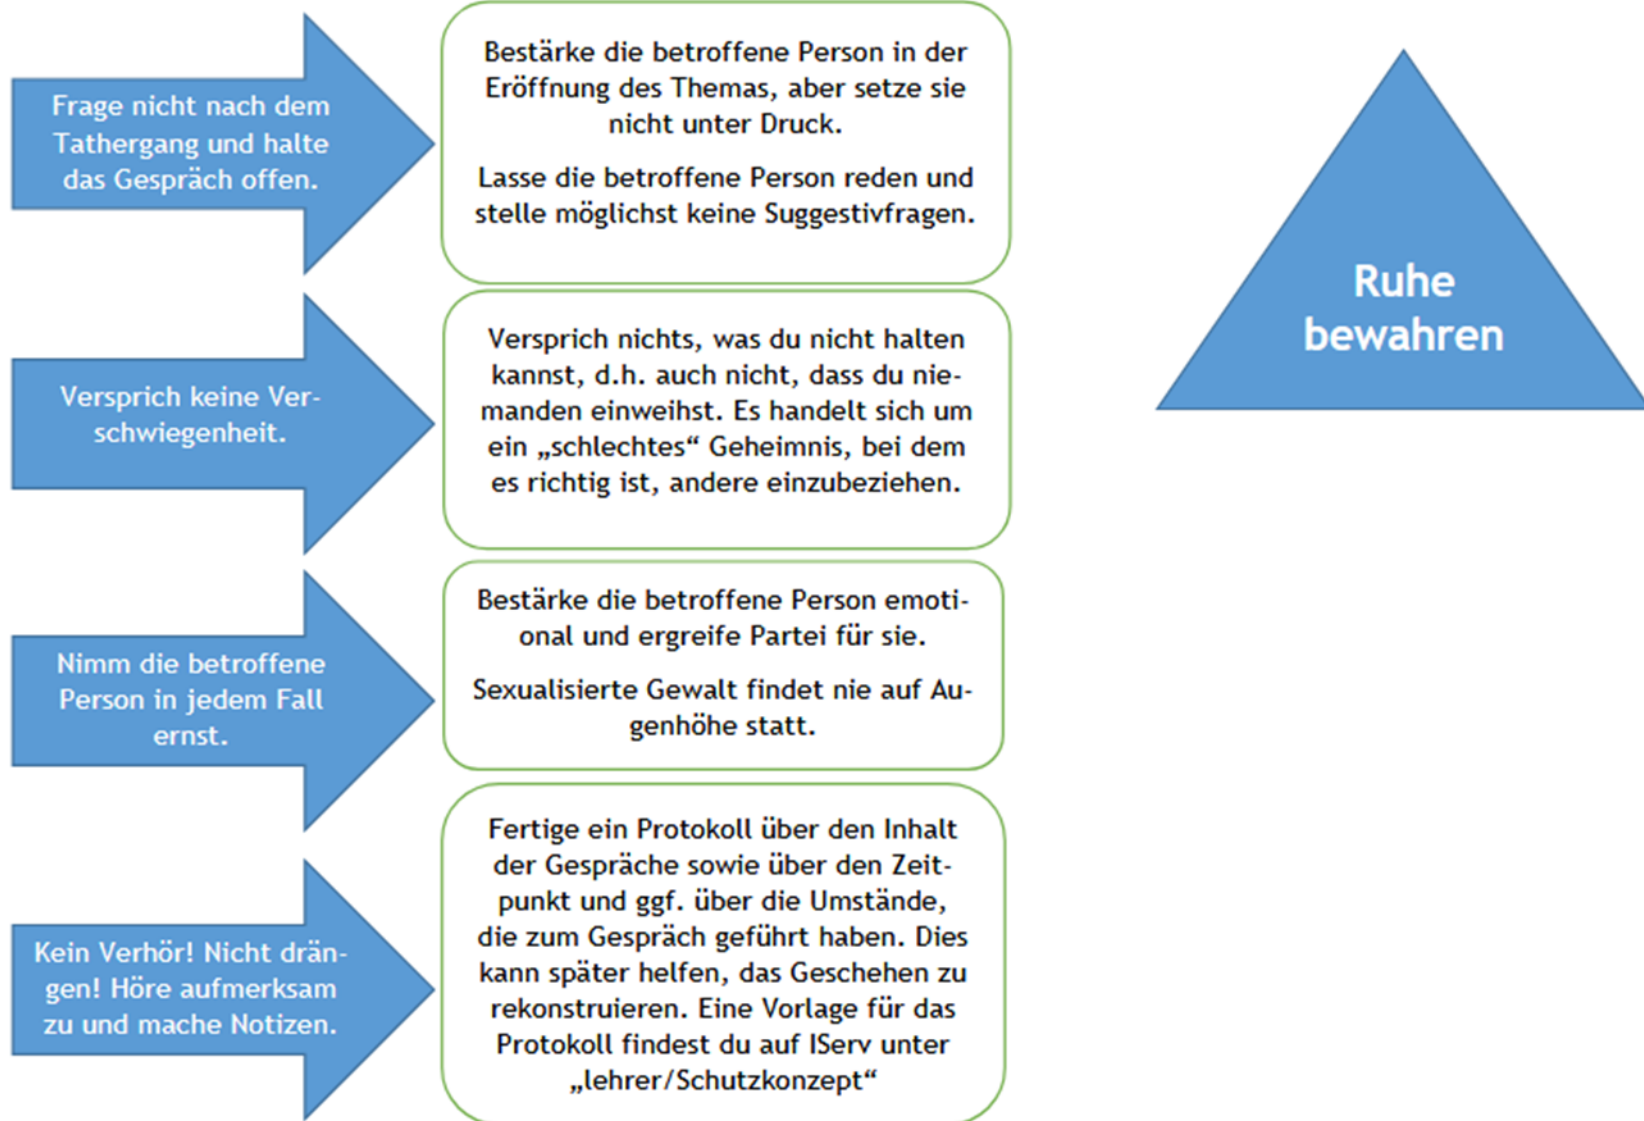 Frage nicht nach dem
Tathergang und halte
das Gespräch offen.
Bestärke die betroffene Person in der
Eröffnung des Themas, aber setze sie
nicht unter Druck.
Lasse die betroffene Person reden und
stelle möglichst keine Suggestivfragen.
Ruhe
bewahren
Versprich keine Ver-
schwiegenheit.
Versprich nichts, was du nicht halten
kannst, d.h. auch nicht, dass du nie-
manden einweihst. Es handelt sich um
ein „schlechtes“ Geheimnis, bei dem
es richtig ist, andere einzubeziehen.
Nimm die betroffene
Person in jedem Fall
ernst.
Bestärke die betroffene Person emoti-
onal und ergreife Partei für sie.
Sexualisierte Gewalt findet nie auf Au-
genhöhe statt.
Kein Verhör! Nicht drän-
gen! Höre aufmerksam
zu und mache Notizen.
Fertige ein Protokoll über den Inhalt
der Gespräche sowie über den Zeit-
punkt und ggf. über die Umstände,
die zum Gespräch geführt haben. Dies
kann später helfen, das Geschehen zu
rekonstruieren. Eine Vorlage für das
Protokoll findest du auf IServ unter
„lehrer/Schutzkonzept“